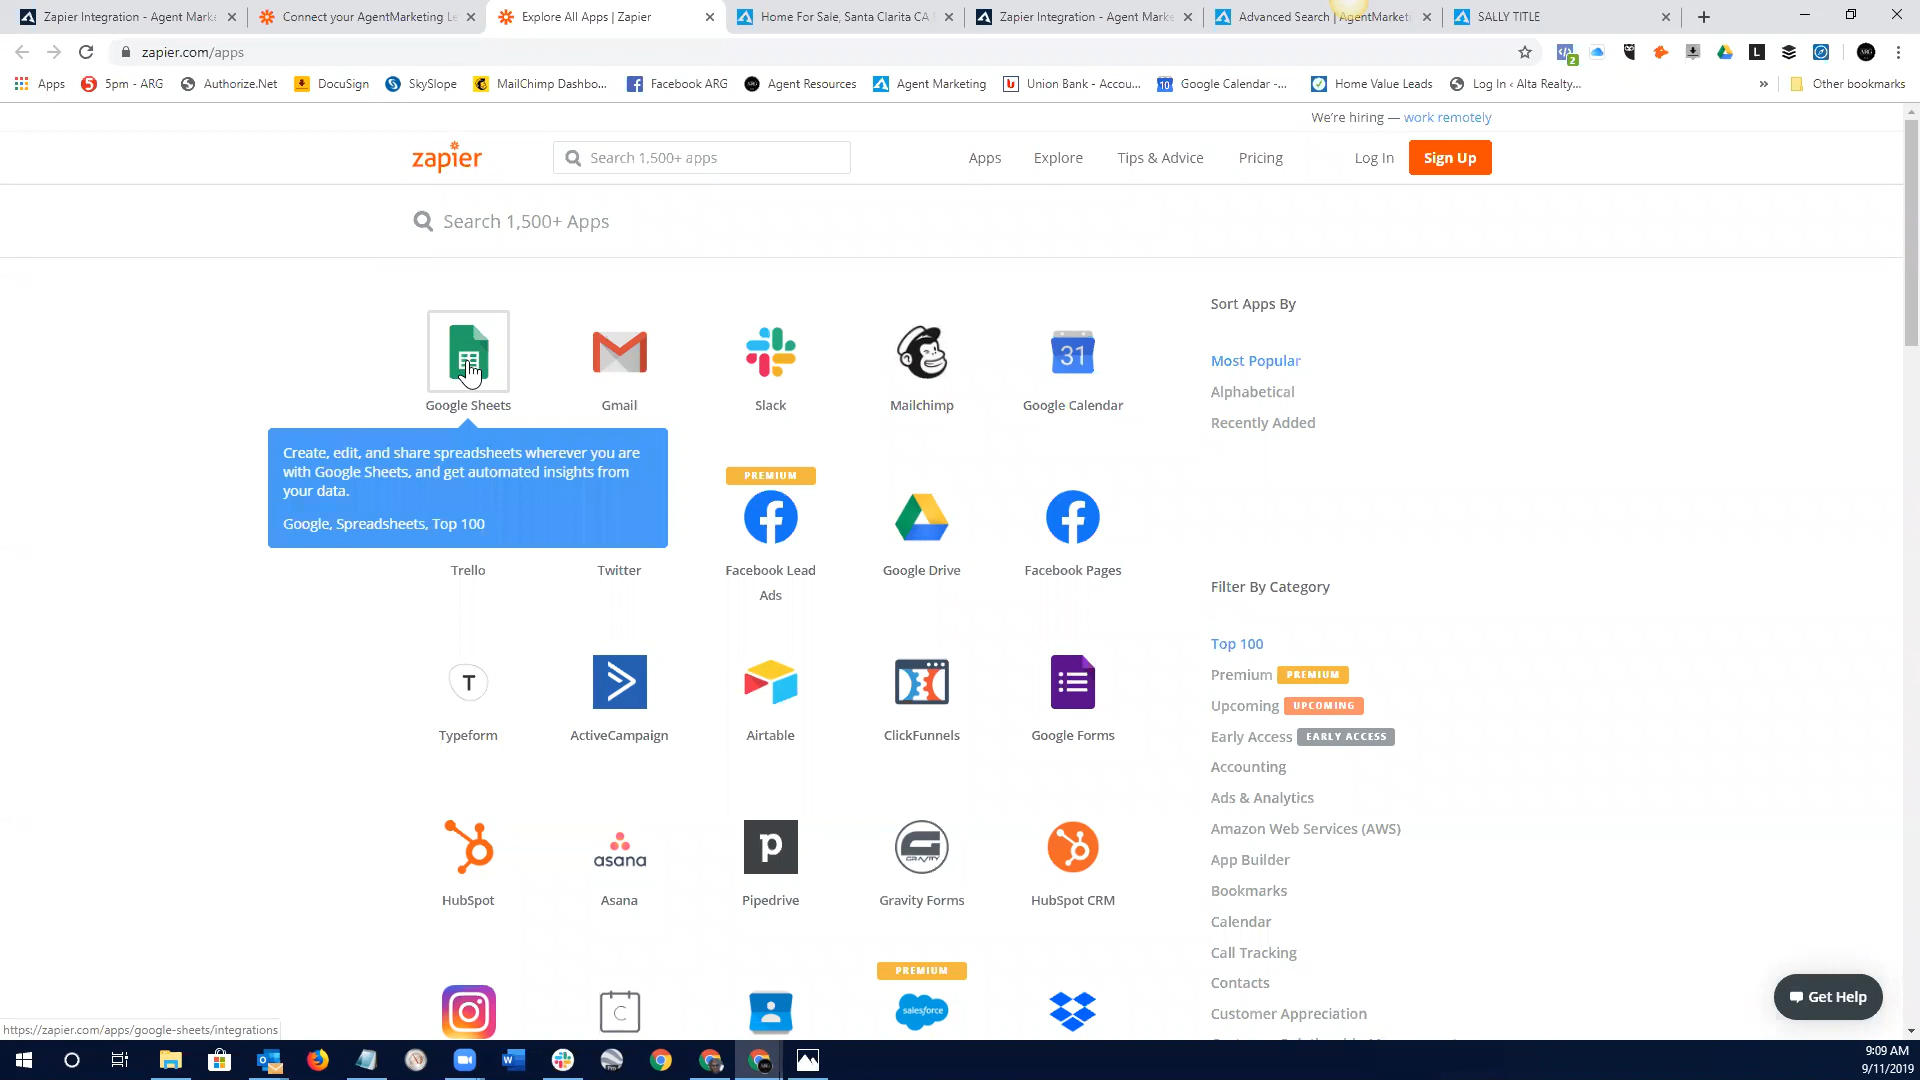 Zapier Integration - Agent Marke
Connect your AgentMarketing Le
Explore All Apps | Zapier
Home For Sale, Santa Clarita CA
Zapier Integration - Agent Marke
Advanced Search | AgentMarketi
SALLY TITLE
zapier.com/apps
2
L
ARG
Apps
5pm - ARG
Authorize.Net
DocuSign
SkySlope
MailChimp Dashbo...
Facebook ARG
Agent Resources
Agent Marketing
Union Bank - Accou...
Google Calendar -...
Home Value Leads
Log In ‹ Alta Realty...
»
Other bookmarks
We're hiring — work remotely
zapier
Search 1,500+ apps
Apps
Explore
Tips & Advice
Pricing
Log In
Sign Up
Search 1,500+ Apps
Sort Apps By
Most Popular
Alphabetical
Recently Added
31
Google Sheets
Gmail
Slack
Mailchimp
Google Calendar
Create, edit, and share spreadsheets wherever you are
with Google Sheets, and get automated insights from
your data.
Google, Spreadsheets, Top 100
PREMIUM
Trello
Twitter
Facebook Lead
Ads
Google Drive
Facebook Pages
Filter By Category
Top 100
Premium PREMIUM
Upcoming UPCOMING
Early Access EARLY ACCESS
Accounting
Ads & Analytics
Amazon Web Services (AWS)
App Builder
Bookmarks
Calendar
Call Tracking
Contacts
Customer Appreciation
T
Typeform
ActiveCampaign
Airtable
ClickFunnels
Google Forms
asana
p
GRAVITY
HubSpot
Asana
Pipedrive
Gravity Forms
HubSpot CRM
PREMIUM
C
salesforce
Get Help
https://zapier.com/apps/google-sheets/integrations
9:09 AM
9/11/2019